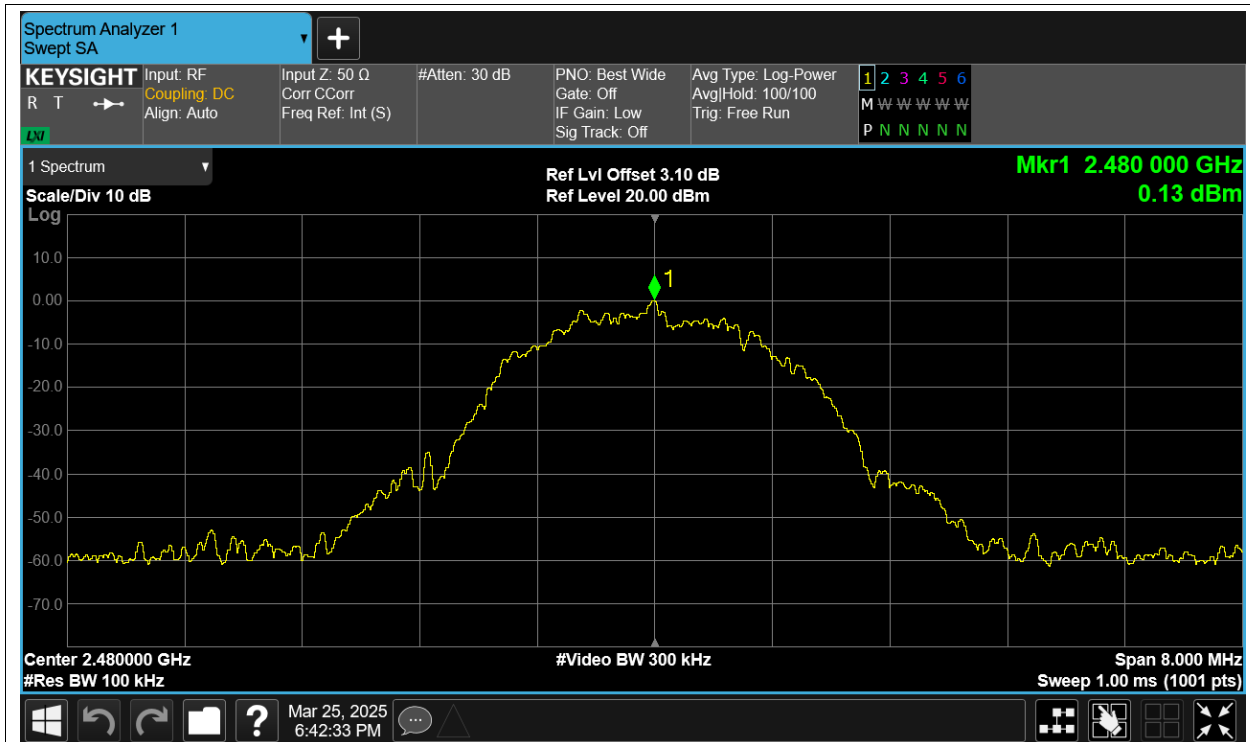 Spectrum Analyzer 1
Swept SA
+
KEYSIGHT
R T
LXI
Input: RF
Coupling: DC
Align: Auto
Input Z: 50 Ω
Corr CCorr
Freq Ref: Int (S)
#Atten: 30 dB
PNO: Best Wide
Gate: Off
IF Gain: Low
Sig Track: Off
Avg Type: Log-Power
Avg|Hold: 100/100
Trig: Free Run
1 2 3 4 5 6
M W W W W W
P N N N N N
1 Spectrum
Scale/Div 10 dB
Log
Ref Lvl Offset 3.10 dB
Ref Level 20.00 dBm
Mkr1 2.480 000 GHz
0.13 dBm
10.0
0.00
-10.0
-20.0
-30.0
-40.0
-50.0
-60.0
-70.0
1
Center 2.480000 GHz
#Res BW 100 kHz
#Video BW 300 kHz
Span 8.000 MHz
Sweep 1.00 ms (1001 pts)
?
Mar 25, 2025
6:42:33 PM